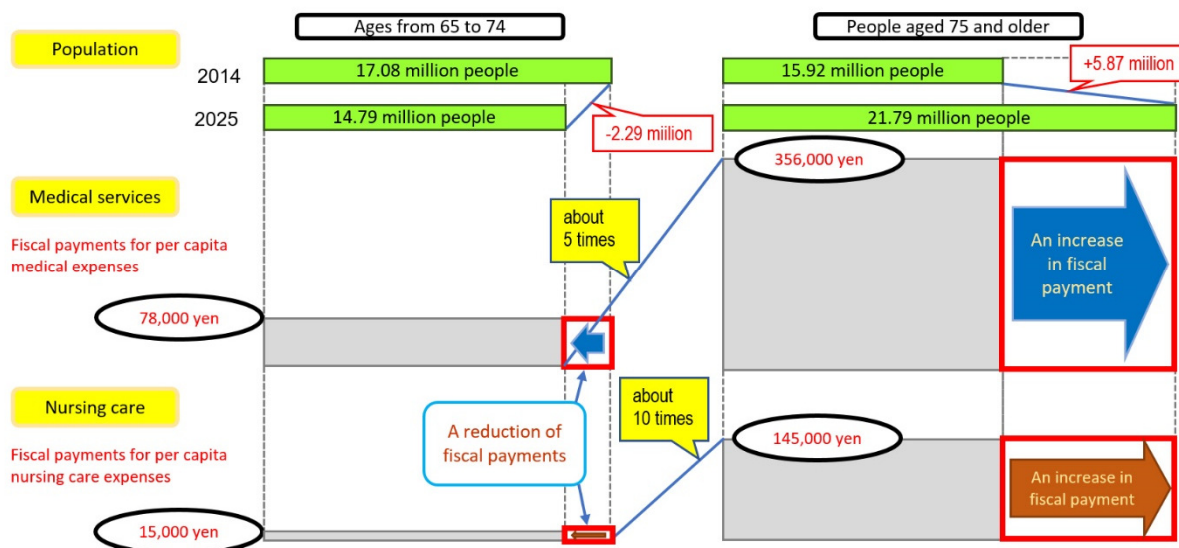 Ages from 65 to 74
People aged 75 and older
Population
2014
17.08 million people
15.92 million people
+5.87 miilion
2025
14.79 million people
21.79 million people
-2.29 miilion
356,000 yen
Medical services
about
5 times
Fiscal payments for per capita
medical expenses
An increase
in fiscal
payment
78,000 yen
Nursing care
about
10 times
A reduction of
fiscal payments
145,000 yen
Fiscal payments for per capita
nursing care expenses
An increase in
fiscal payment
15,000 yen